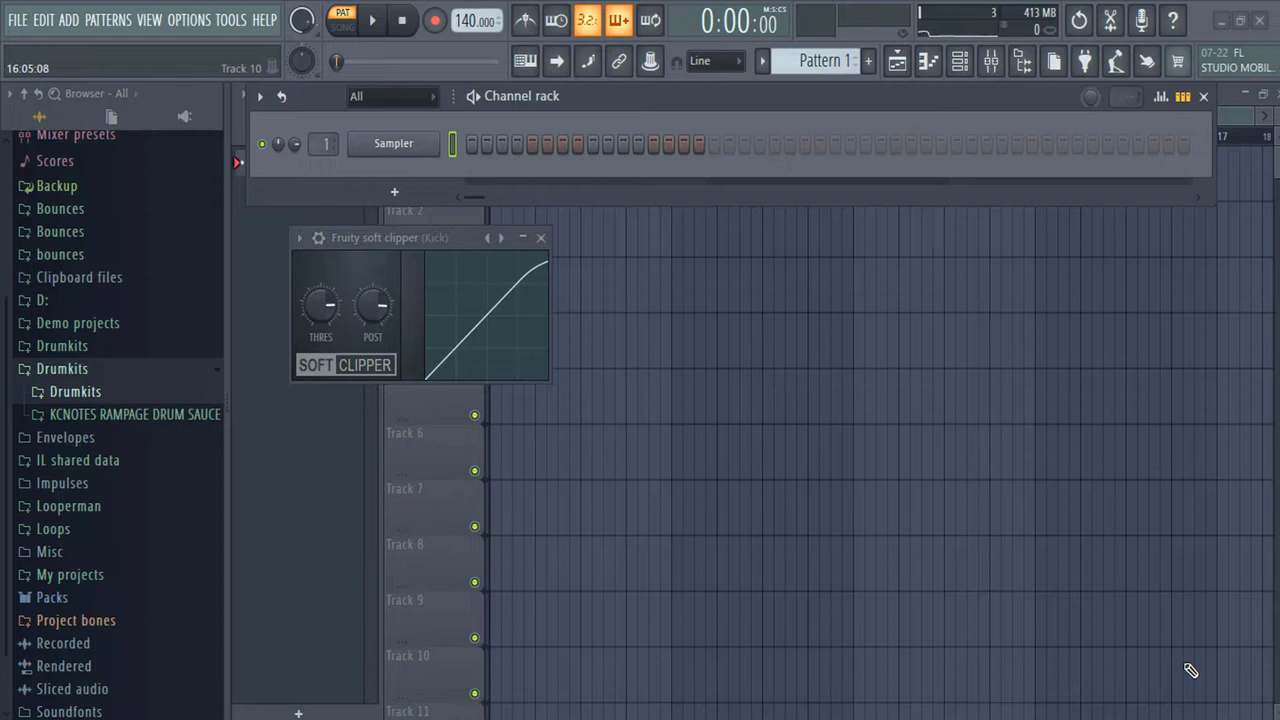 FILE EDIT ADD PATTERNS VIEW OPTIONS TOOLS HELP
PAT
SONG
140.000
3.2.
0:00:00
M:S:CS
3
413 MB
0
16:05:08
Track 10
Line
Pattern 1
07-22 FL
STUDIO MOBIL..
Browser - All
Mixer presets
Scores
Backup
Bounces
Bounces
bounces
Clipboard files
D:
Demo projects
Drumkits
Drumkits
Drumkits
KCNOTES RAMPAGE DRUM SAUCE
Envelopes
IL shared data
Impulses
Looperman
Loops
Misc
My projects
Packs
Project bones
Recorded
Rendered
Sliced audio
Soundfonts
All
Channel rack
1
Sampler
17
18
Track 2
Fruity soft clipper (Kick)
THRES
POST
SOFT CLIPPER
Track 6
Track 7
Track 8
Track 9
Track 10
Track 11